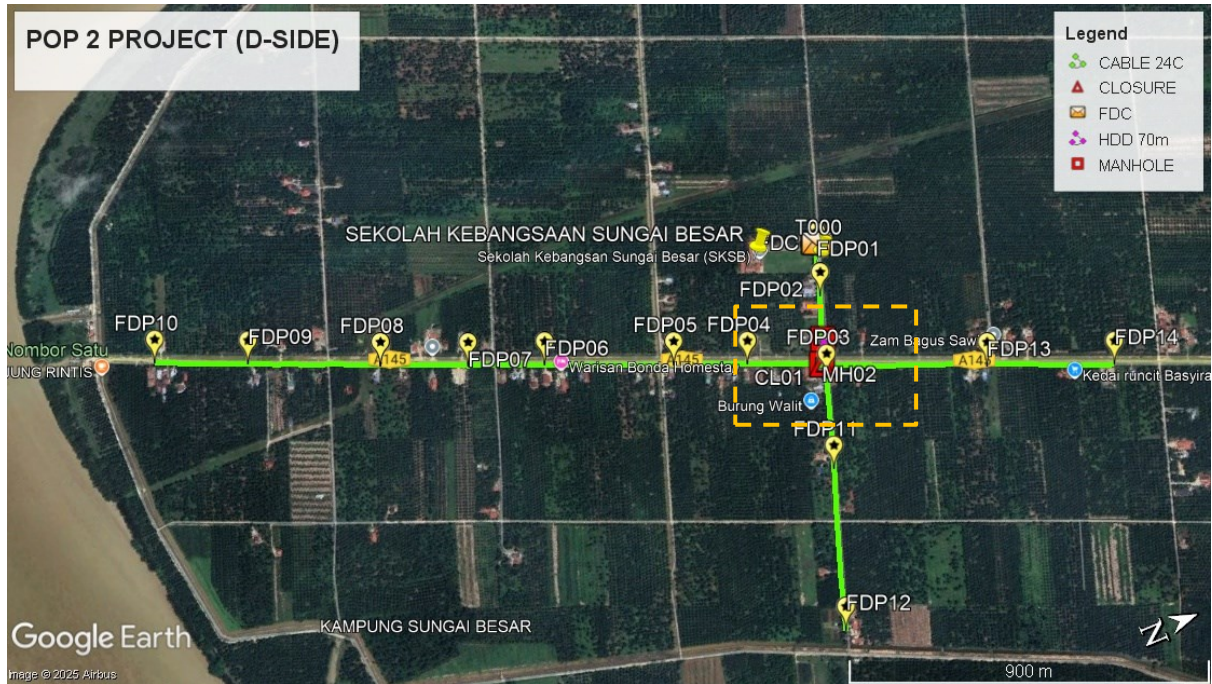 POP 2 PROJECT (D-SIDE)
Legend
CABLE 24C
CLOSURE
FDC
HDD 70m
MANHOLE
T000
SEKOLAH KEBANGSAAN SUNGAI BESAR
DC
FDP01
Sekolah Kebangsan Sungai Besar (SKSB)
FDP02
FDP10
FDP09
FDP08
FDP07
FDP06
FDP05
FDP04
FDP03
Zam Bagus Saw
FDP13
FDP14
Nombor Satu
JUNG RINTIS
A145
A145
A145
Warisan Bonda Homesta
CL01
MH02
Kedai runcit Basyira
Burung Walit
FDP11
FDP12
KAMPUNG SUNGAI BESAR
Google Earth
Image © 2025 Airbus
N
900 m